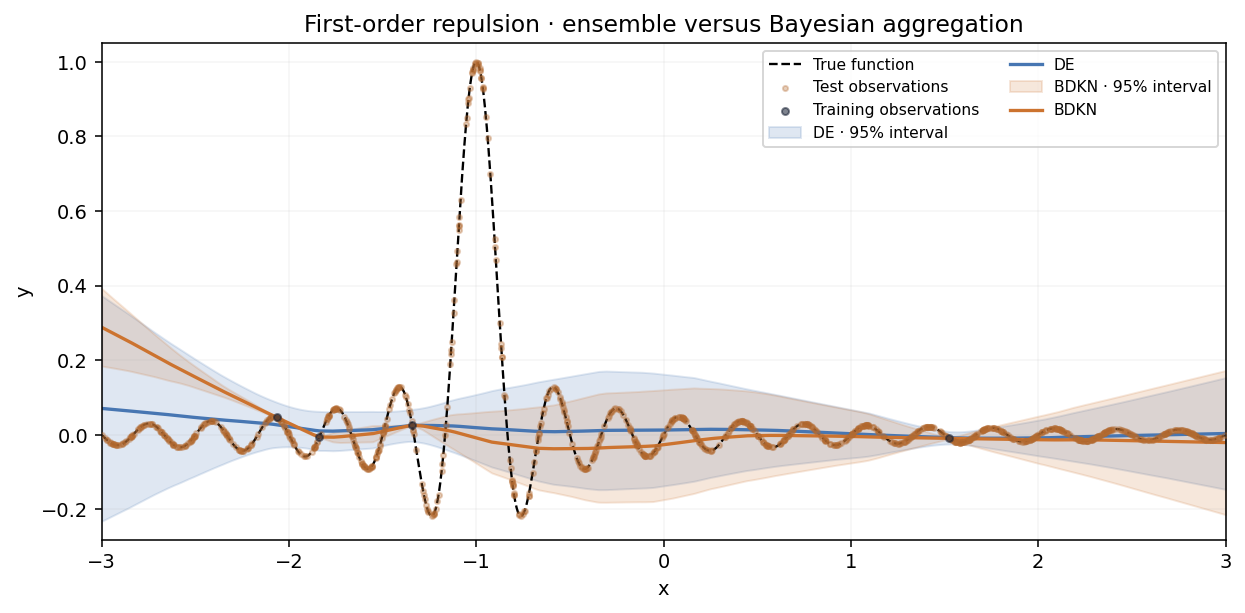 First-order repulsion · ensemble versus Bayesian aggregation
True function
Test observations
Training observations
DE · 95% interval
DE
BDKN · 95% interval
BDKN
y
1.0
0.8
0.6
0.4
0.2
0.0
−0.2
−3
−2
−1
0
1
2
3
x